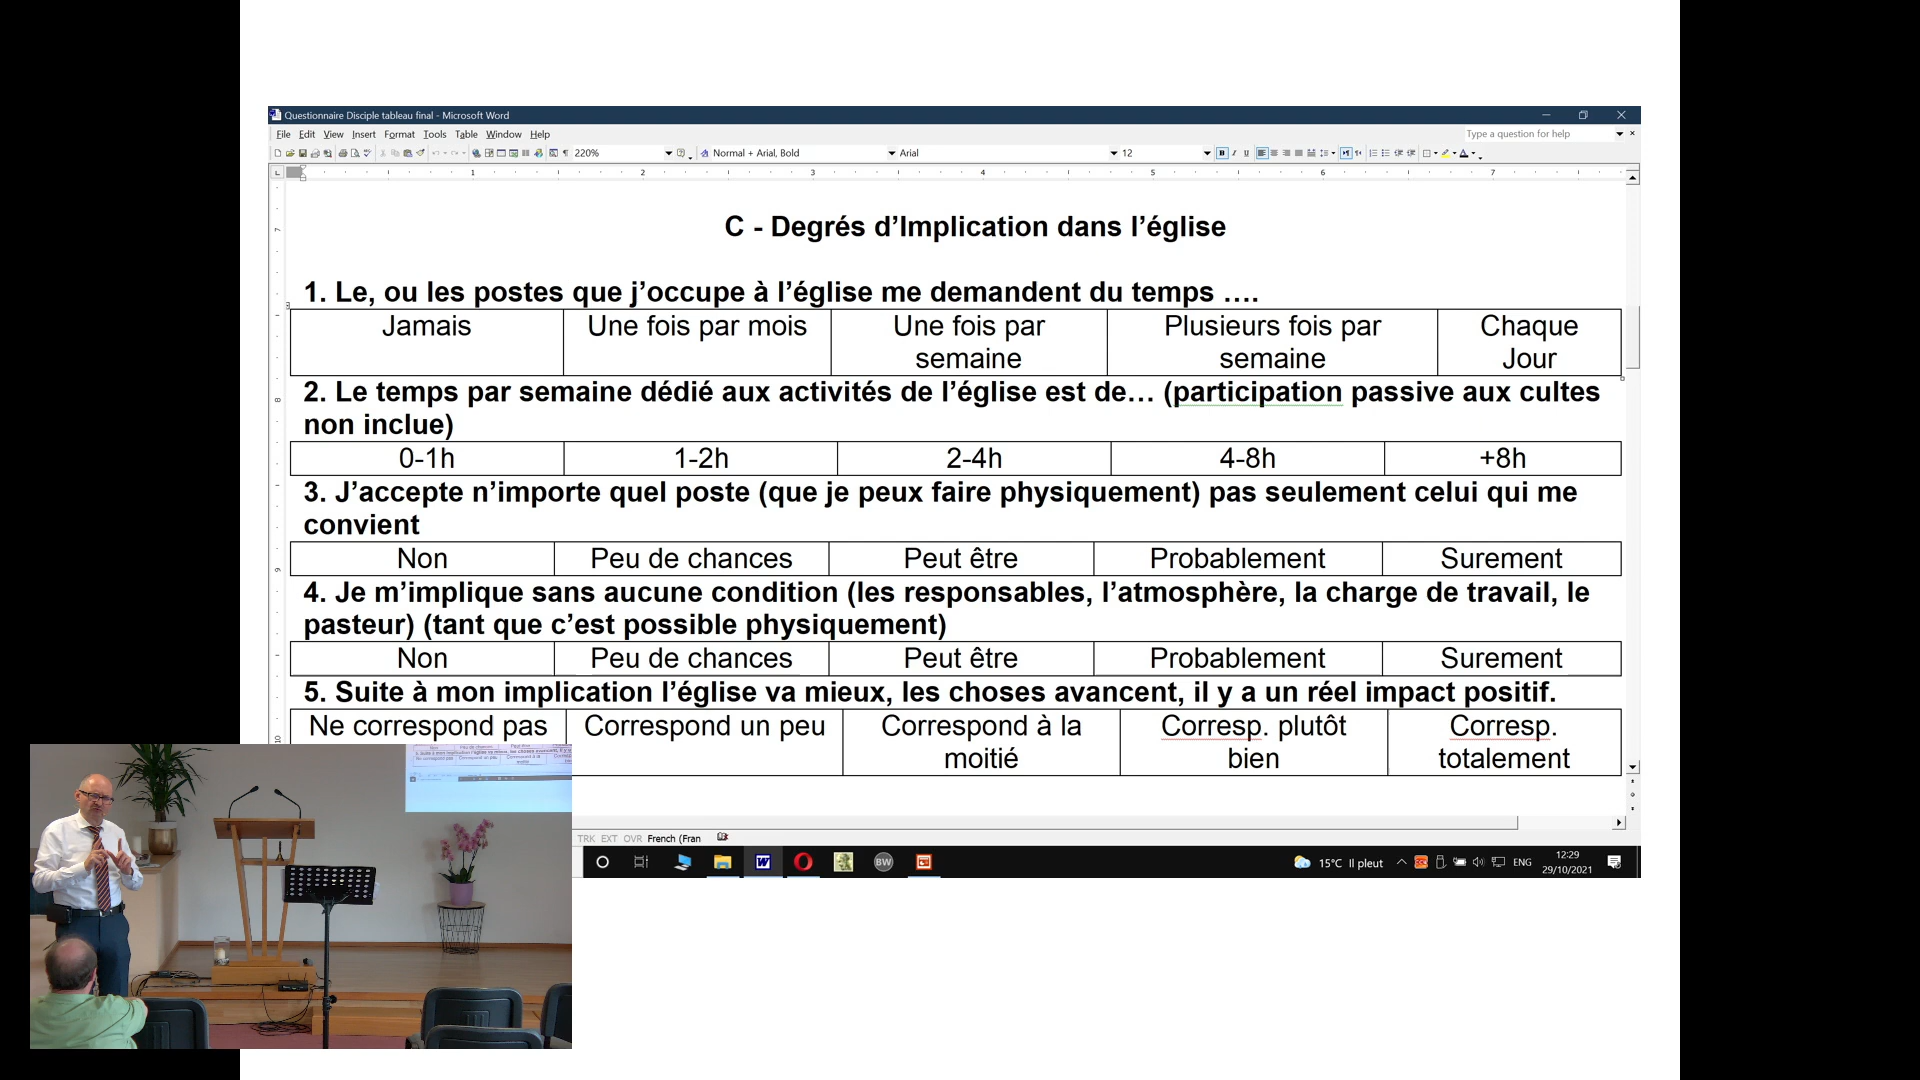 Questionnaire Disciple tableau final - Microsoft Word
File Edit View Insert Format Tools Table Window Help
Type a question for help
220%
Normal + Arial, Bold
Arial
12
1 2 3 4 5 6 7
C - Degrés d’Implication dans l’église
1. Le, ou les postes que j’occupe à l’église me demandent du temps ….
Jamais
Une fois par mois
Une fois par
semaine
Plusieurs fois par
semaine
Chaque
Jour
2. Le temps par semaine dédié aux activités de l’église est de… (participation passive aux cultes
non inclue)
0-1h
1-2h
2-4h
4-8h
+8h
3. J’accepte n’importe quel poste (que je peux faire physiquement) pas seulement celui qui me
convient
Non
Peu de chances
Peut être
Probablement
Surement
4. Je m’implique sans aucune condition (les responsables, l’atmosphère, la charge de travail, le
pasteur) (tant que c’est possible physiquement)
Non
Peu de chances
Peut être
Probablement
Surement
5. Suite à mon implication l’église va mieux, les choses avancent, il y a un réel impact positif.
Ne correspond pas
Correspond un peu
Correspond à la
moitié
Corresp. plutôt
bien
Corresp.
totalement
TRK EXT OVR French (Fran
BW
15°C Il pleut
ENG
12:29
29/10/2021